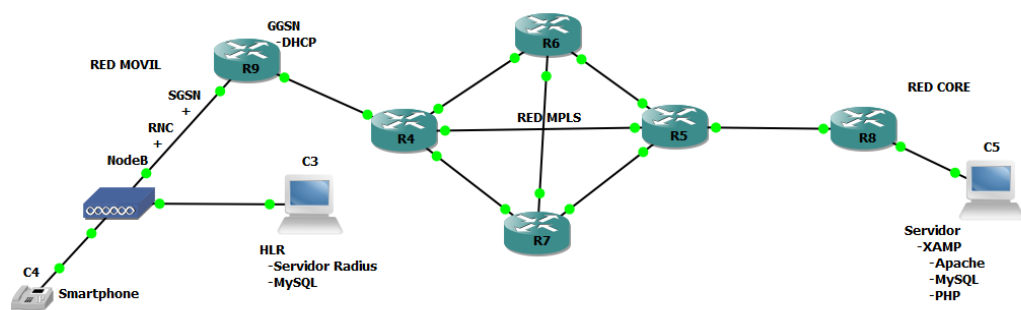 RED MOVIL
GGSN
-DHCP
R9
SGSN
+
RNC
+
NodeB
C3
HLR
-Servidor Radius
-MySQL
C4
Smartphone
R6
R4
RED MPLS
R5
R7
RED CORE
R8
C5
Servidor
-XAMP
-Apache
-MySQL
-PHP